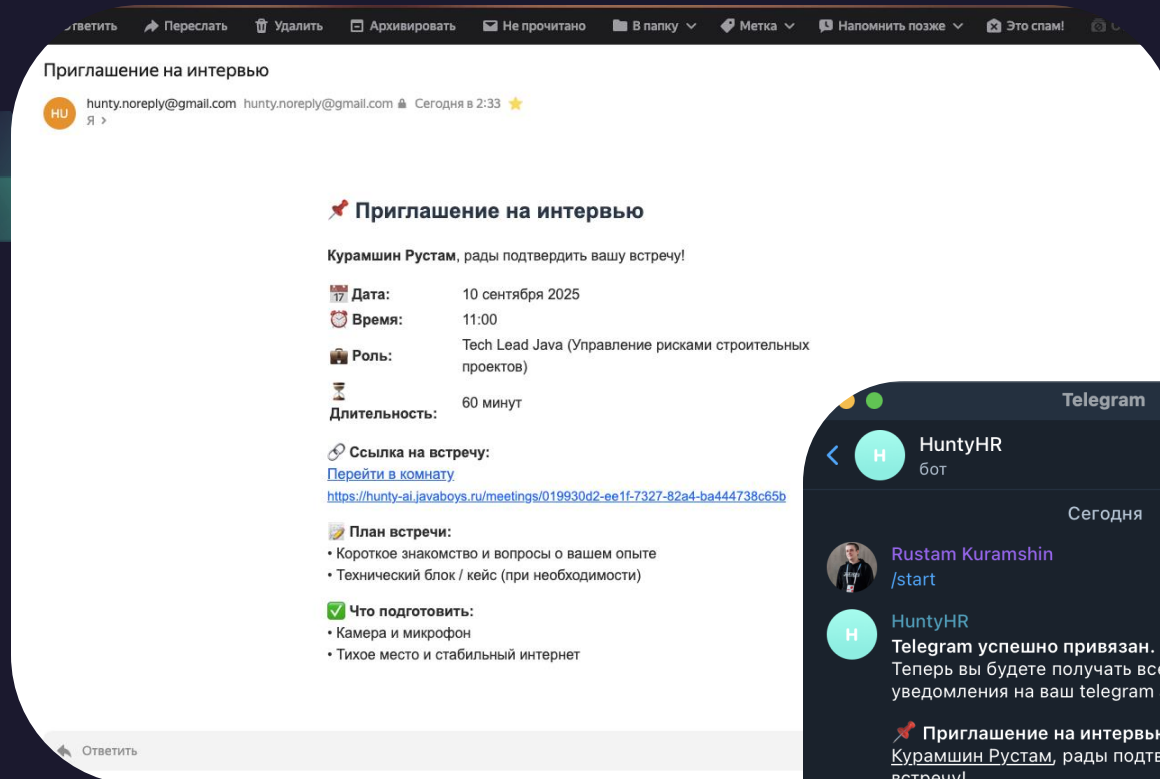 Переслать
Удалить
Архивировать
Не прочитано
В папку
Метка
Напомнить позже
Это спам!
Приглашение на интервью
HU
hunty.noreply@gmail.com hunty.noreply@gmail.com Сегодня в 2:33
Я >
Приглашение на интервью
Курамшин Рустам, рады подтвердить вашу встречу!
17 Дата: 10 сентября 2025
Время: 11:00
Роль: Tech Lead Java (Управление рисками строительных
проектов)
Длительность: 60 минут
Ссылка на встречу:
Перейти в комнату
https://hunty-ai.javaboys.ru/meetings/019930d2-ee1f-7327-82a4-ba444738c65b
План встречи:
• Короткое знакомство и вопросы о вашем опыте
• Технический блок / кейс (при необходимости)
Что подготовить:
• Камера и микрофон
• Тихое место и стабильный интернет
Ответить
Telegram
H
HuntyHR
бот
Сегодня
Rustam Kuramshin
/start
H
HuntyHR
Telegram успешно привязан.
Теперь вы будете получать все
уведомления на ваш telegram
Приглашение на интервью
Курамшин Рустам, рады подтв
встречу!